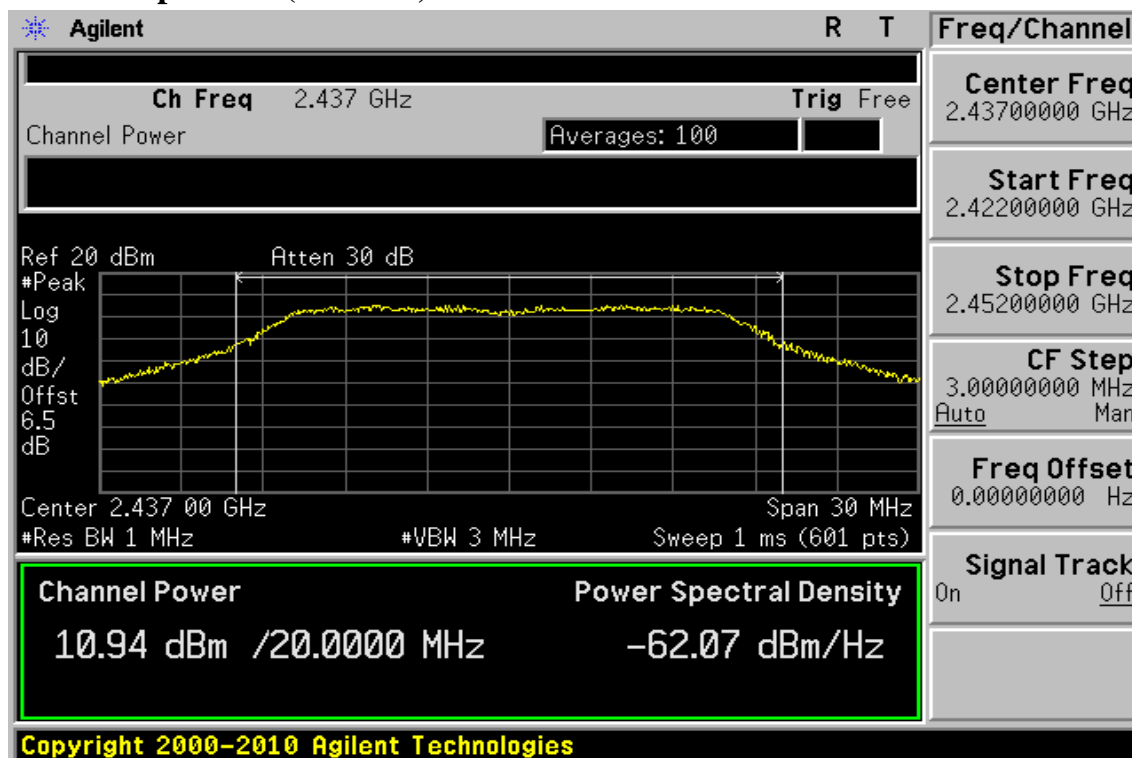 Agilent R T
Ch Freq 2.437 GHz Trig Free
Channel Power Averages: 100
Ref 20 dBm Atten 30 dB
#Peak
Log
10
dB/
Offst
6.5
dB
Center 2.437 00 GHz Span 30 MHz
#Res BW 1 MHz #VBW 3 MHz Sweep 1 ms (601 pts)
Channel Power Power Spectral Density
10.94 dBm /20.0000 MHz -62.07 dBm/Hz
Copyright 2000-2010 Agilent Technologies
Freq/Channel
Center Freq
2.43700000 GHz
Start Freq
2.42200000 GHz
Stop Freq
2.45200000 GHz
CF Step
3.00000000 MHz
Auto Man
Freq Offset
0.00000000 Hz
Signal Track
On Off